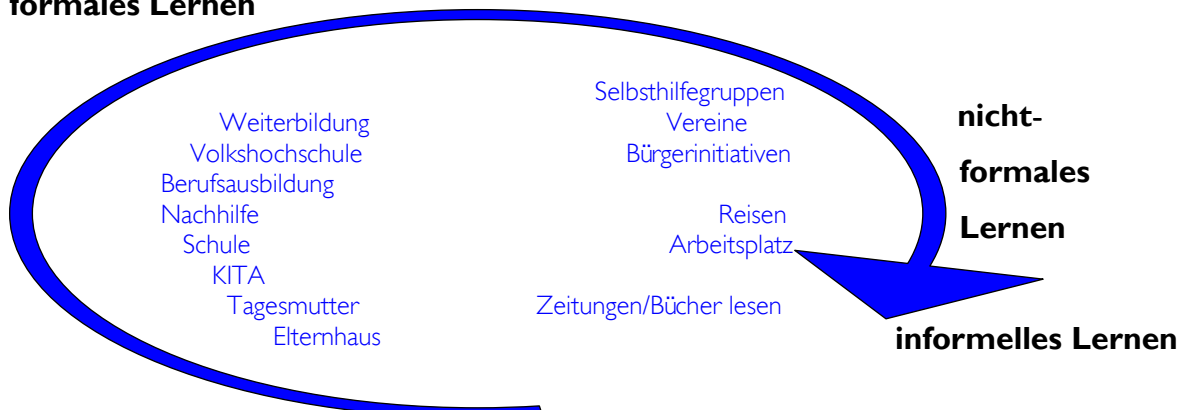 formales Lernen
Weiterbildung
Volkshochschule
Berufsausbildung
Nachhilfe
Schule
KITA
Tagesmutter
Elternhaus
Selbsthilfegruppen
Vereine
Bürgerinitiativen
Reisen
Arbeitsplatz
Zeitungen/Bücher lesen
nicht-
formales
Lernen
informelles Lernen